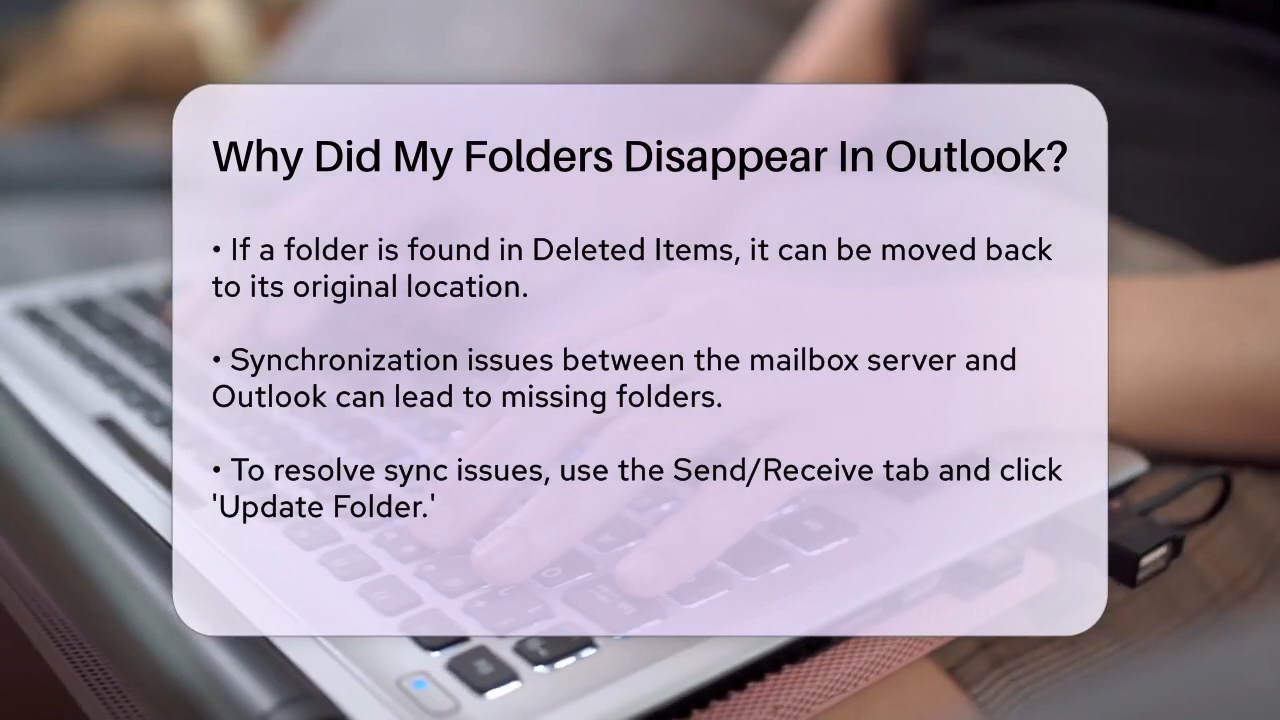 Why Did My Folders Disappear In Outlook?
• If a folder is found in Deleted Items, it can be moved back
to its original location.
• Synchronization issues between the mailbox server and
Outlook can lead to missing folders.
• To resolve sync issues, use the Send/Receive tab and click
'Update Folder.'